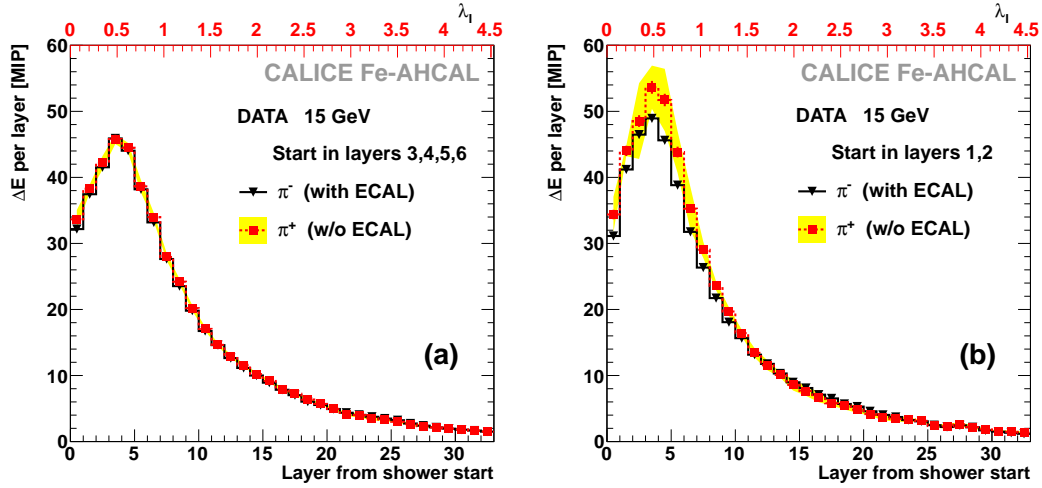 λI
0 0.5 1 1.5 2 2.5 3 3.5 4 4.5
ΔE per layer [MIP]
60
50
40
30
20
10
0
CALICE Fe-AHCAL
DATA 15 GeV
Start in layers 3,4,5,6
π- (with ECAL)
π+ (w/o ECAL)
(a)
0 5 10 15 20 25 30
Layer from shower start
λI
0 0.5 1 1.5 2 2.5 3 3.5 4 4.5
ΔE per layer [MIP]
60
50
40
30
20
10
0
CALICE Fe-AHCAL
DATA 15 GeV
Start in layers 1,2
π- (with ECAL)
π+ (w/o ECAL)
(b)
0 5 10 15 20 25 30
Layer from shower start